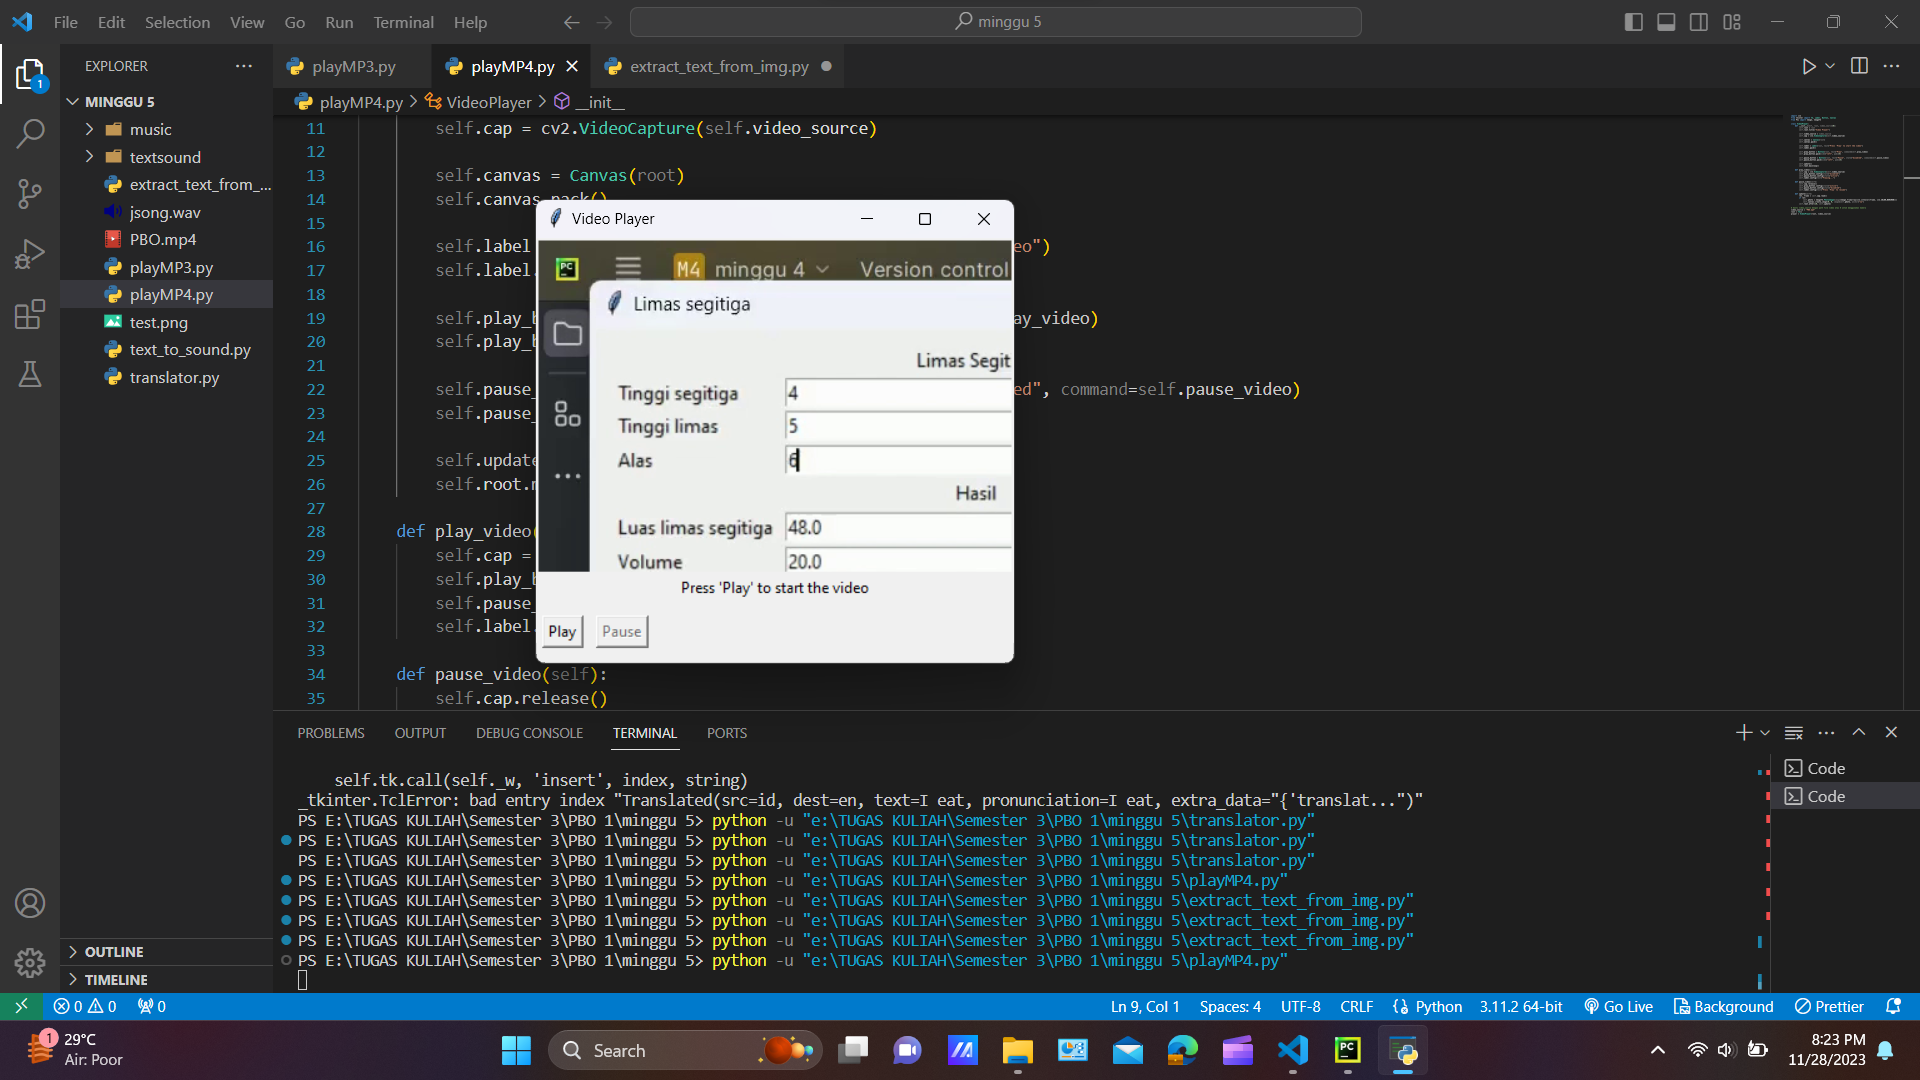 File Edit Selection View Go Run Terminal Help
minggu 5
1
EXPLORER
MINGGU 5
music
textsound
extract_text_from_...
jsong.wav
PBO.mp4
playMP3.py
playMP4.py
test.png
text_to_sound.py
translator.py
OUTLINE
TIMELINE
playMP3.py playMP4.py extract_text_from_img.py
playMP4.py > VideoPlayer > __init__
11 self.cap = cv2.VideoCapture(self.video_source)
12
13 self.canvas = Canvas(root)
14 self.canvas.pack()
15
16 self.label eo")
17 self.label.
18
19 self.play_b ay_video)
20 self.play_b
21
22 self.pause_ ed", command=self.pause_video)
23 self.pause_
24
25 self.update
26 self.root.m
27
28 def play_video(
29 self.cap =
30 self.play_b
31 self.pause_
32 self.label.
33
34 def pause_video(self):
35 self.cap.release()
Video Player
PC M4 minggu 4 Version control
Limas segitiga
Limas Segit
Tinggi segitiga 4
Tinggi limas 5
Alas 6
Hasil
Luas limas segitiga 48.0
Volume 20.0
Press 'Play' to start the video
Play Pause
PROBLEMS OUTPUT DEBUG CONSOLE TERMINAL PORTS
self.tk.call(self._w, 'insert', index, string)
_tkinter.TclError: bad entry index "Translated(src=id, dest=en, text=I eat, pronunciation=I eat, extra_data="{'translat...")"
PS E:\TUGAS KULIAH\Semester 3\PBO 1\minggu 5> python -u "e:\TUGAS KULIAH\Semester 3\PBO 1\minggu 5\translator.py"
PS E:\TUGAS KULIAH\Semester 3\PBO 1\minggu 5> python -u "e:\TUGAS KULIAH\Semester 3\PBO 1\minggu 5\translator.py"
PS E:\TUGAS KULIAH\Semester 3\PBO 1\minggu 5> python -u "e:\TUGAS KULIAH\Semester 3\PBO 1\minggu 5\translator.py"
PS E:\TUGAS KULIAH\Semester 3\PBO 1\minggu 5> python -u "e:\TUGAS KULIAH\Semester 3\PBO 1\minggu 5\playMP4.py"
PS E:\TUGAS KULIAH\Semester 3\PBO 1\minggu 5> python -u "e:\TUGAS KULIAH\Semester 3\PBO 1\minggu 5\extract_text_from_img.py"
PS E:\TUGAS KULIAH\Semester 3\PBO 1\minggu 5> python -u "e:\TUGAS KULIAH\Semester 3\PBO 1\minggu 5\extract_text_from_img.py"
PS E:\TUGAS KULIAH\Semester 3\PBO 1\minggu 5> python -u "e:\TUGAS KULIAH\Semester 3\PBO 1\minggu 5\extract_text_from_img.py"
PS E:\TUGAS KULIAH\Semester 3\PBO 1\minggu 5> python -u "e:\TUGAS KULIAH\Semester 3\PBO 1\minggu 5\playMP4.py"
Code
Code
0 0 0 Ln 9, Col 1 Spaces: 4 UTF-8 CRLF Python 3.11.2 64-bit Go Live Background Prettier
1 29°C
Air: Poor
Search
PC
8:23 PM
11/28/2023